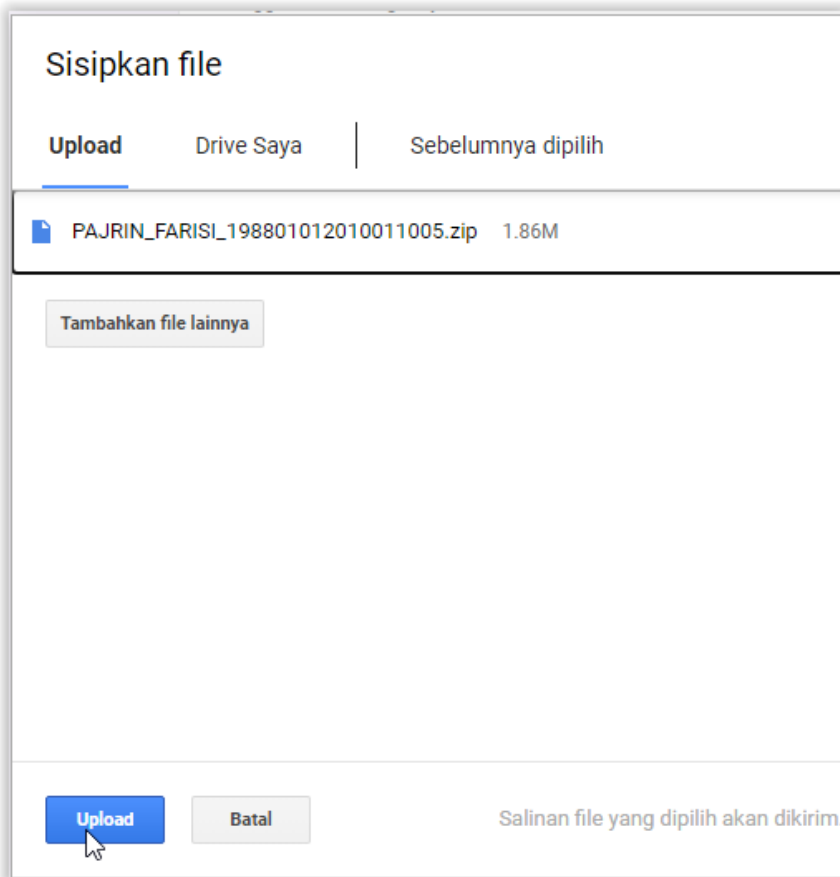 Sisipkan file
Upload Drive Saya Sebelumnya dipilih
PAJRIN_FARISI_198801012010011005.zip 1.86M
Tambahkan file lainnya
Upload Batal Salinan file yang dipilih akan dikirim